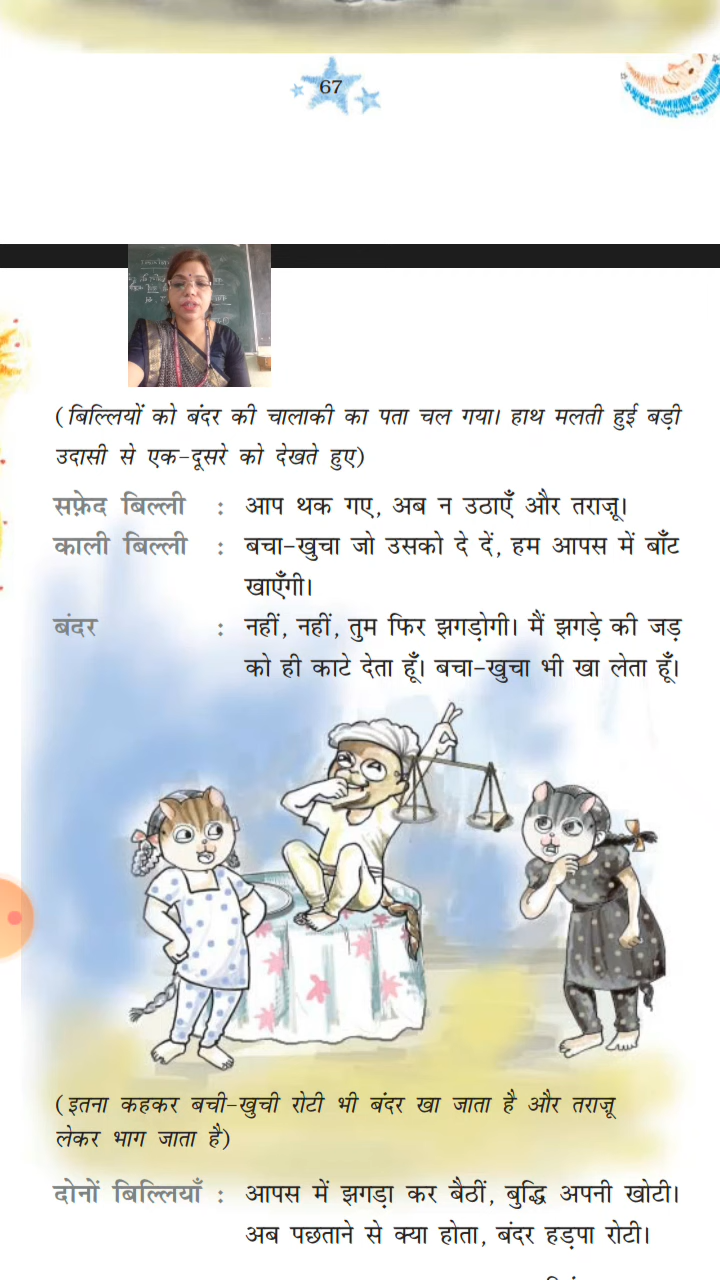 67
(बिल्लियों को बंदर की चालाकी का पता चल गया। हाथ मलती हुई बड़ी
उदासी से एक-दूसरे को देखते हुए)
सफ़ेद बिल्ली : आप थक गए, अब न उठाएँ और तराजू।
काली बिल्ली : बचा-खुचा जो उसको दे दें, हम आपस में बाँट
खाएँगी।
बंदर : नहीं, नहीं, तुम फिर झगड़ोगी। मैं झगड़े की जड़
को ही काटे देता हूँ। बचा-खुचा भी खा लेता हूँ।
(इतना कहकर बची-खुची रोटी भी बंदर खा जाता है और तराजू
लेकर भाग जाता है)
दोनों बिल्लियाँ : आपस में झगड़ा कर बैठीं, बुद्धि अपनी खोटी।
अब पछताने से क्या होता, बंदर हड़पा रोटी।